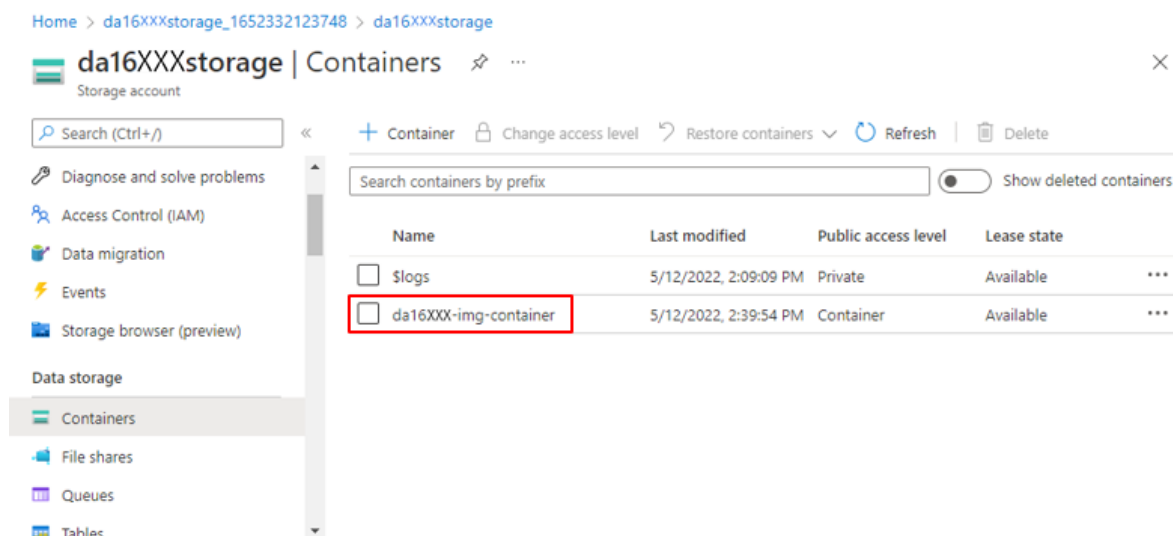 Home > da16XXXstorage_1652332123748 > da16XXXstorage
da16XXXstorage | Containers
Storage account
Search (Ctrl+/)
Diagnose and solve problems
Access Control (IAM)
Data migration
Events
Storage browser (preview)
Data storage
Containers
File shares
Queues
Tables
+ Container Change access level Restore containers Refresh Delete
Search containers by prefix Show deleted containers
Name Last modified Public access level Lease state
$logs 5/12/2022, 2:09:09 PM Private Available
da16XXX-img-container 5/12/2022, 2:39:54 PM Container Available